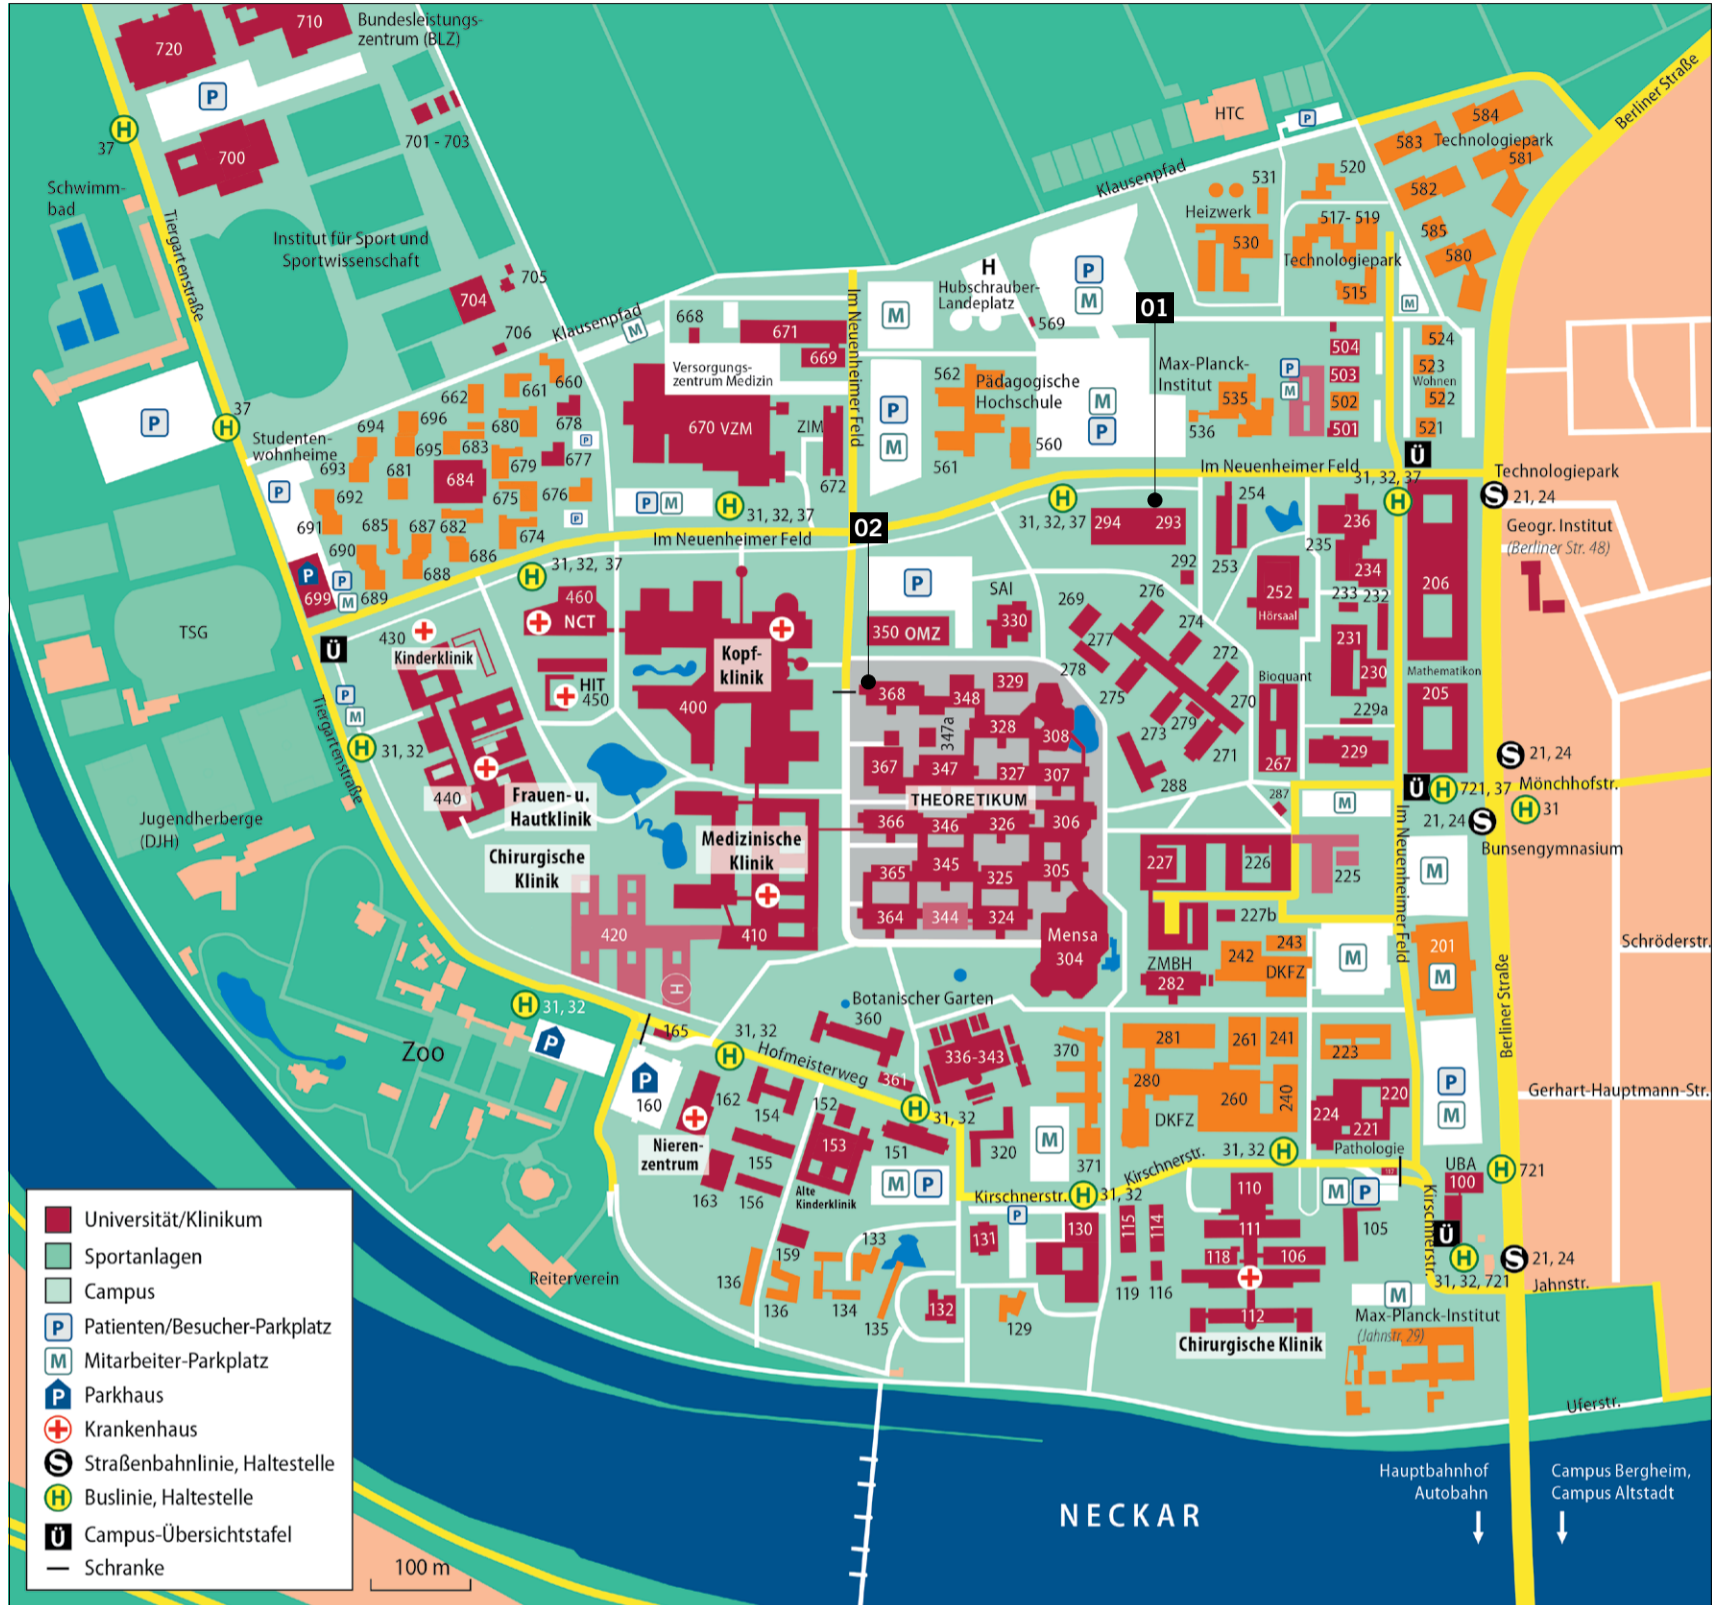 720
710
Bundesleistungs-
zentrum (BLZ)
P
H
37
700
701 - 703
Schwimm-
bad
Tiergartenstraße
Institut für Sport und
Sportwissenschaft
704
705
706
Klausenpfad
M
HTC
P
Klausenpfad
Berliner Straße
584
583
Technologiepark
581
582
585
580
520
531
Heizwerk
530
517- 519
Technologiepark
515
M
P
M
H
Hubschrauber-
Landeplatz
569
01
M
668
671
669
Versorgungs-
zentrum Medizin
670 VZM
ZIM
672
Im Neuenheimer Feld
P
M
562
Pädagogische
Hochschule
561
560
M
P
Max-Planck-
Institut
535
536
P
M
504
503
502
501
524
523
Wohnen
522
521
Ü
Im Neuenheimer Feld
31, 32, 37
H
Technologiepark
S
21, 24
Geogr. Institut
(Berliner Str. 48)
P
37
H
Studenten-
wohnheime
P
660
661
662
696
694
695
683
680
678
P
677
693
681
684
679
692
675
676
P
691
685
687
682
674
690
686
688
P
699
P
M
689
P M
H
31, 32, 37
02
Im Neuenheimer Feld
H
31, 32, 37
H
31, 32, 37
294
293
254
253
292
252
Hörsaal
236
235
234
233
232
231
230
229a
229
206
Mathematikon
205
TSG
Ü
430
Kinderklinik
460
NCT
HIT
450
Kopf-
klinik
400
P
SAI
330
350 OMZ
269
276
277
274
278
272
275
270
273
279
271
288
Bioquant
267
368
348
329
347a
328
308
367
347
327
307
THEORETIKUM
366
346
326
306
365
345
325
305
364
344
324
Mensa
304
P
M
H
31, 32
Tiergartenstraße
440
Frauen- u.
Hautklinik
Chirurgische
Klinik
Medizinische
Klinik
420
410
H
Jugendherberge
(DJH)
287
M
Ü
H
721, 37
S
21, 24
Mönchhofstr.
H
31
21, 24
S
Bunsengymnasium
Im Neuenheimer Feld
M
227
226
225
227b
ZMBH
282
242
243
DKFZ
M
201
M
Schröderstr.
Berliner Straße
Zoo
H
31, 32
P
165
31, 32
H
Hofmeisterweg
Botanischer Garten
360
361
336-343
370
281
261
241
223
280
260
240
DKFZ
220
224
221
Pathologie
P
M
Gerhart-Hauptmann-Str.
P
160
162
154
152
153
Nieren-
zentrum
155
163
156
Alte
Kinderklinik
159
151
H
31, 32
M P
320
M
371
Kirschnerstr.
31, 32
H
Kirschnerstr.
H
31, 32
P
131
130
115
114
110
111
118
106
119
116
112
Chirurgische Klinik
M P
105
UBA
100
H
721
Ü
Kirschnerstr.
H
31, 32, 721
S
21, 24
Jahnstr.
M
Max-Planck-Institut
(Jahnstr. 29)
136
136
133
134
135
132
129
Reiterverein
Uferstr.
Hauptbahnhof
Autobahn
Campus Bergheim,
Campus Altstadt
NECKAR
Universität/Klinikum
Sportanlagen
Campus
P Patienten/Besucher-Parkplatz
M Mitarbeiter-Parkplatz
P Parkhaus
Krankenhaus
S Straßenbahnlinie, Haltestelle
H Buslinie, Haltestelle
Ü Campus-Übersichtstafel
Schranke
100 m